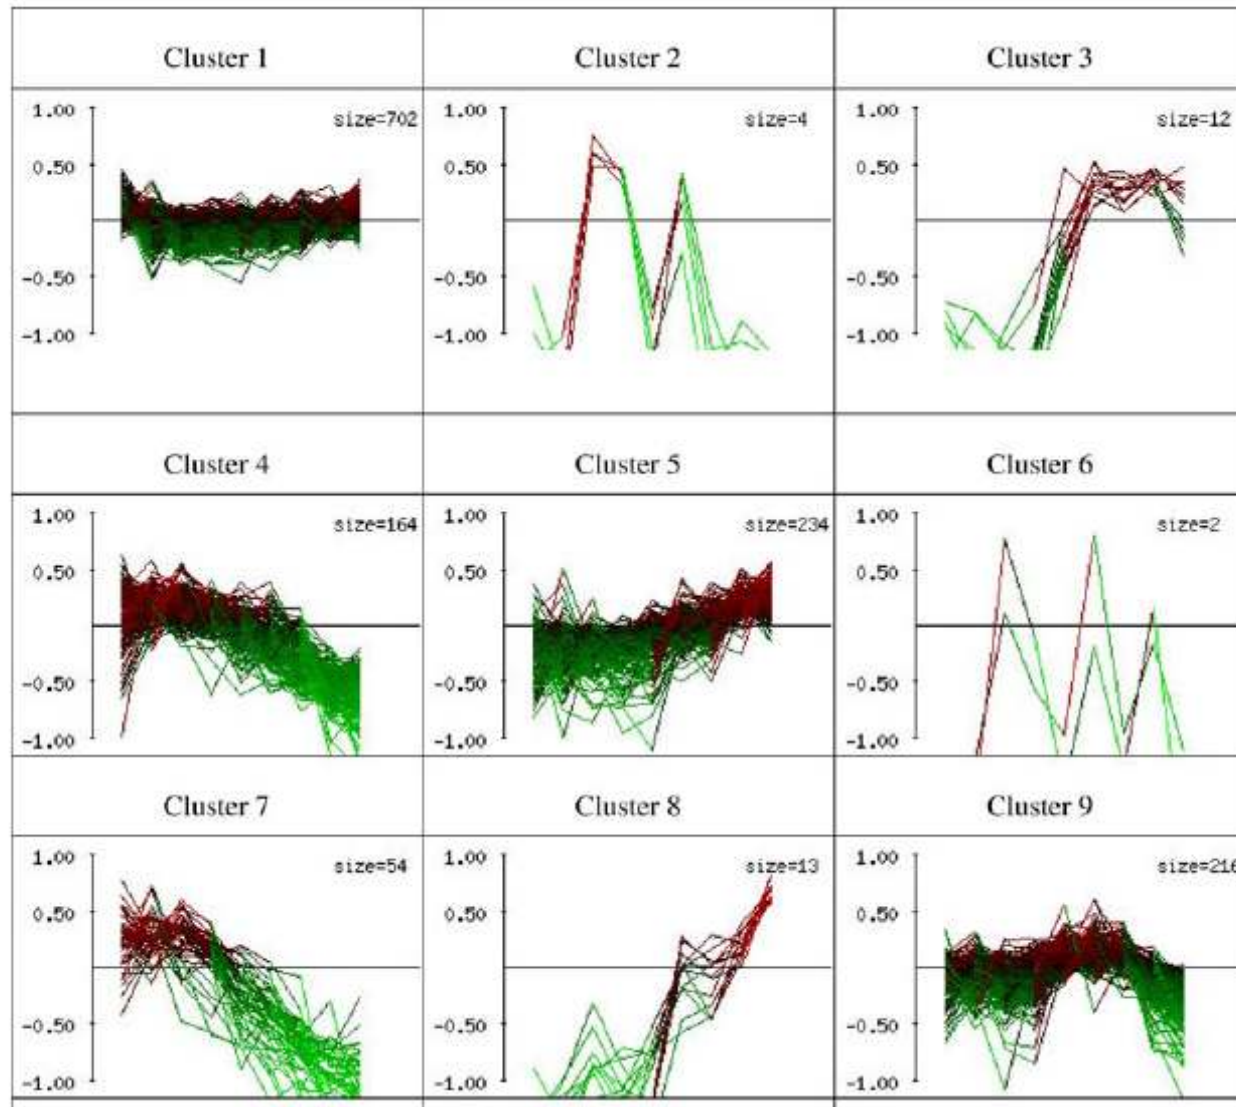 Cluster 1 Cluster 2 Cluster 3
1.00 size=702 1.00 size=4 1.00 size=12
0.50 0.50 0.50
-0.50 -0.50 -0.50
-1.00 -1.00 -1.00
Cluster 4 Cluster 5 Cluster 6
1.00 size=164 1.00 size=234 1.00 size=2
0.50 0.50 0.50
-0.50 -0.50 -0.50
-1.00 -1.00 -1.00
Cluster 7 Cluster 8 Cluster 9
1.00 size=54 1.00 size=13 1.00 size=216
0.50 0.50 0.50
-0.50 -0.50 -0.50
-1.00 -1.00 -1.00